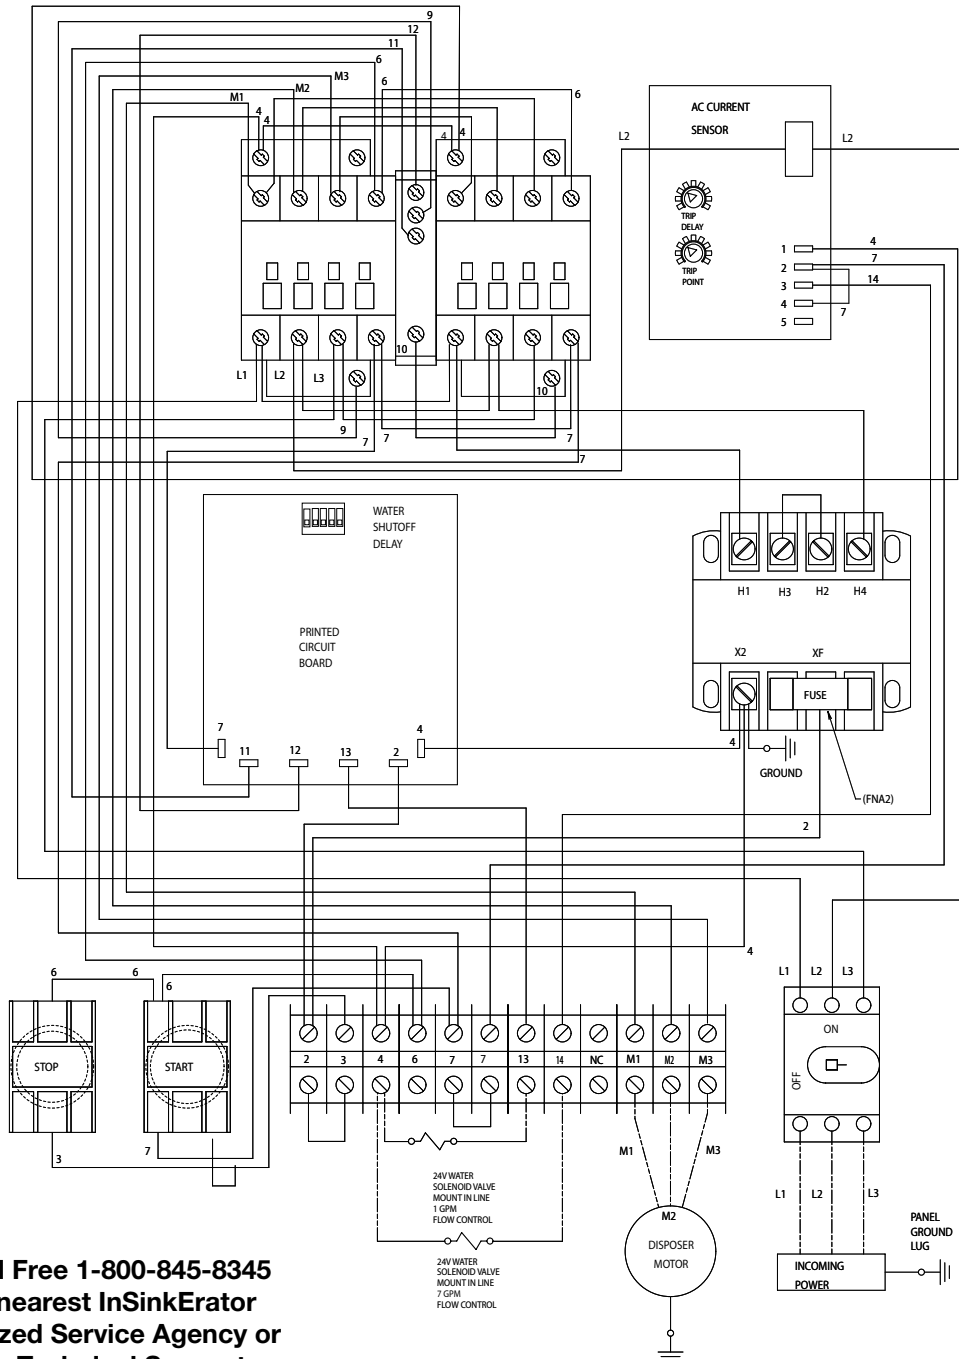 9
12
11
6
M3
6
M2
6
M1
4
4
4
4
AC CURRENT
SENSOR
L2
L2
TRIP
DELAY
TRIP
POINT
1
2
3
4
5
4
7
14
7
10
L1
L2
L3
10
9
7
7
7
7
WATER
SHUTOFF
DELAY
PRINTED
CIRCUIT
BOARD
7
11
12
13
2
4
H1
H3
H2
H4
X2
XF
FUSE
4
GROUND
(FNA2)
2
4
6
6
6
STOP
START
3
7
2
3
4
6
7
7
13
14
NC
M1
M2
M3
24V WATER
SOLENOID VALVE
MOUNT IN LINE
1 GPM
FLOW CONTROL
24V WATER
SOLENOID VALVE
MOUNT IN LINE
7 GPM
FLOW CONTROL
M1
M3
M2
DISPOSER
MOTOR
L1
L2
L3
ON
OFF
L1
L2
L3
INCOMING
POWER
PANEL
GROUND
LUG
Free 1-800-845-8345
nearest InSinkErator
zed Service Agency or